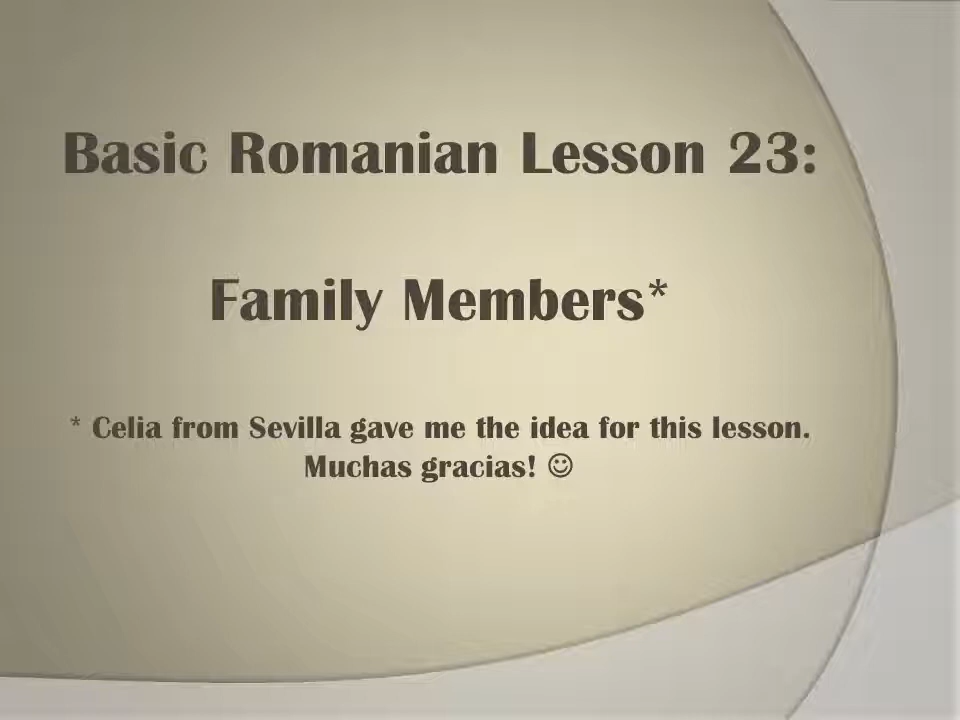 Basic Romanian Lesson 23:
Family Members*
* Celia from Sevilla gave me the idea for this lesson.
Muchas gracias! ☺